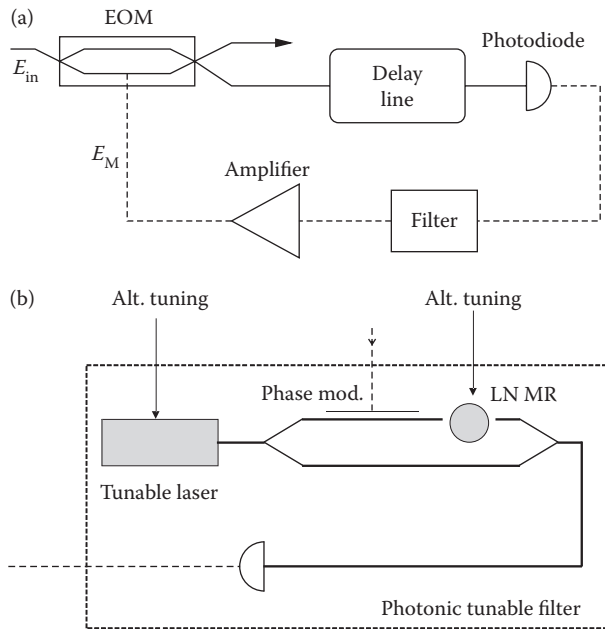 (a)
EOM
E_in
Photodiode
Delay
line
E_M
Amplifier
Filter
(b)
Alt. tuning
Alt. tuning
Phase mod.
LN MR
Tunable laser
Photonic tunable filter